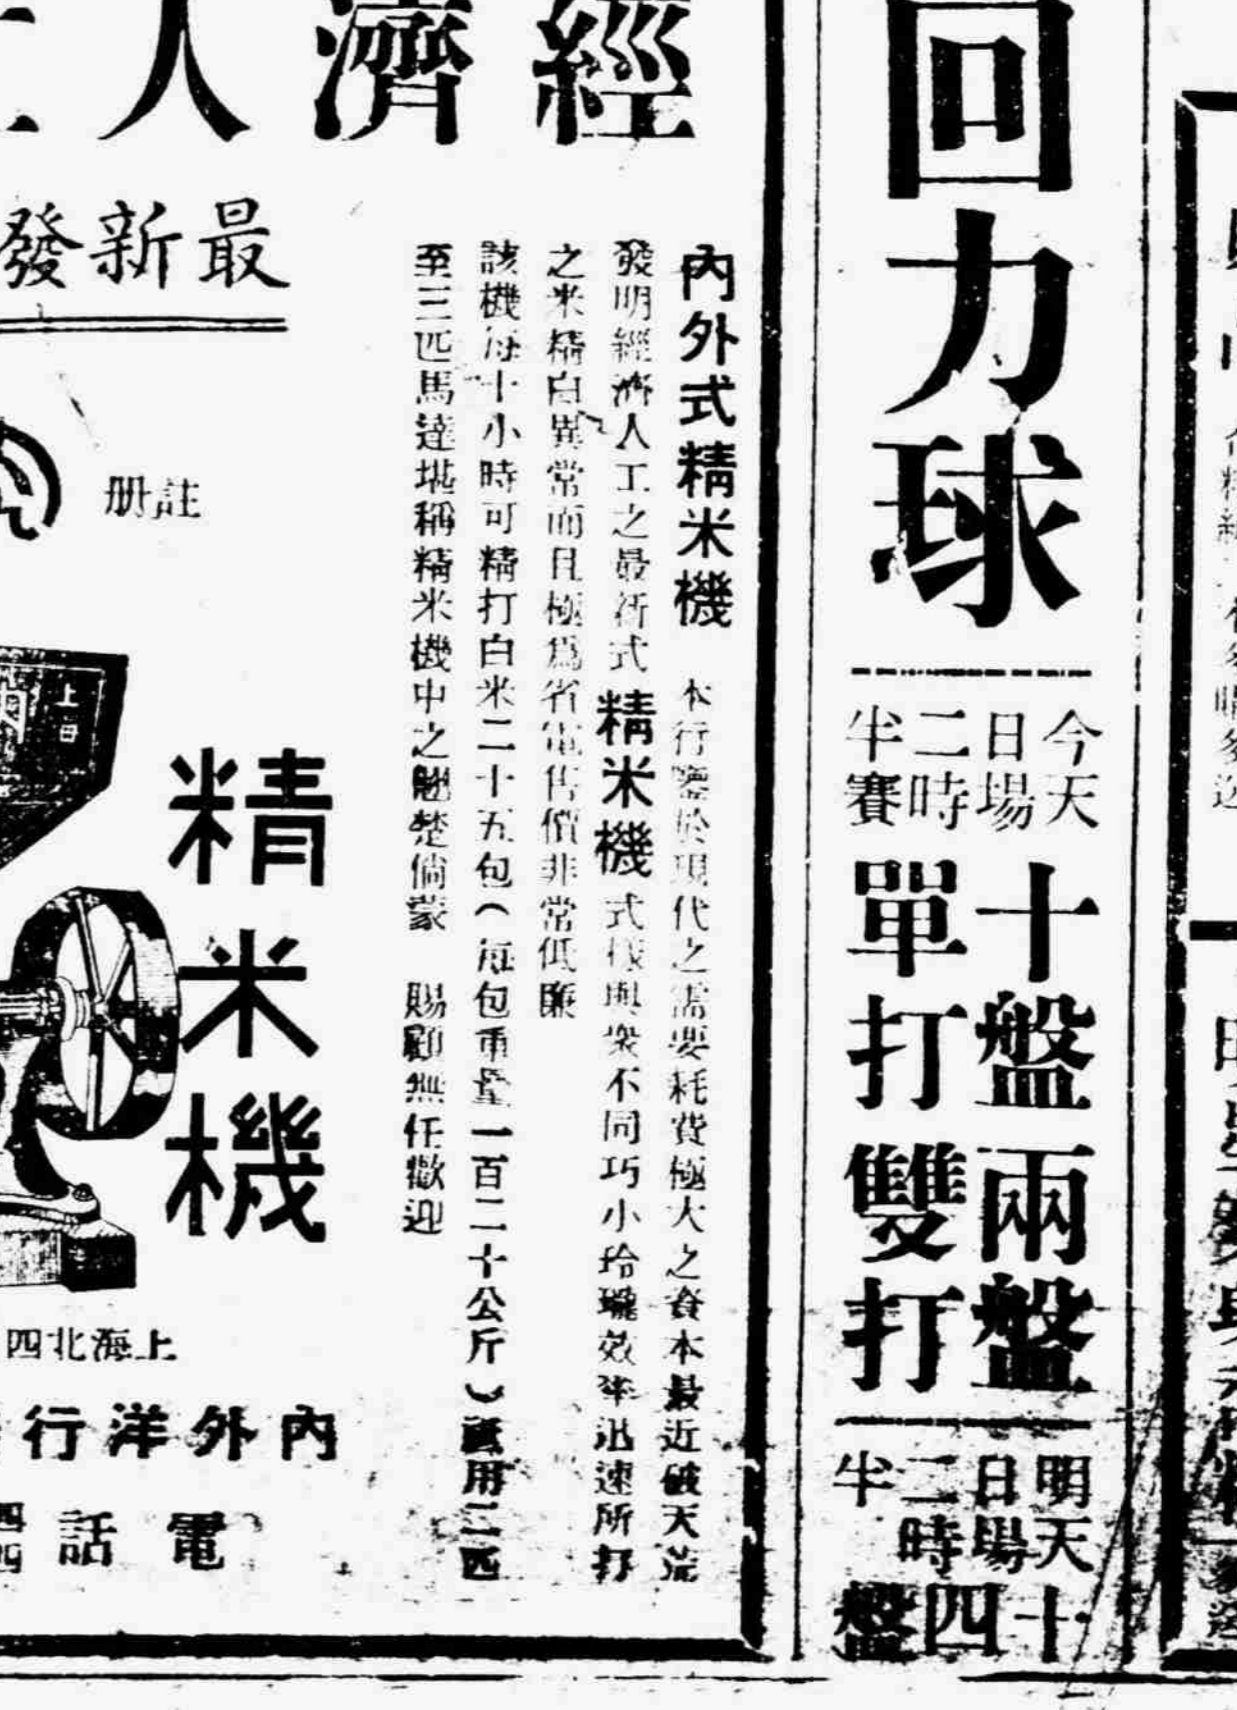 回力球
今天日場二時半賽
十盤兩盤
單打雙打
明天日場二時半
十四盤
經濟人
最新發
內外式精米機 本行鑒於現代之需要耗費極大之資本最近破天荒
發明經濟人工之最新式精米機式樣與衆不同巧小玲瓏效率迅速所打
之米精白異常而且極爲省電售價非常低廉
該機每十小時可精打白米二十五包（每包重量一百二十公斤）祇用二匹
至三匹馬達堪稱精米機中之翹楚倘蒙 賜顧無任歡迎
註册
精米機
上海北四
內外洋行
電話